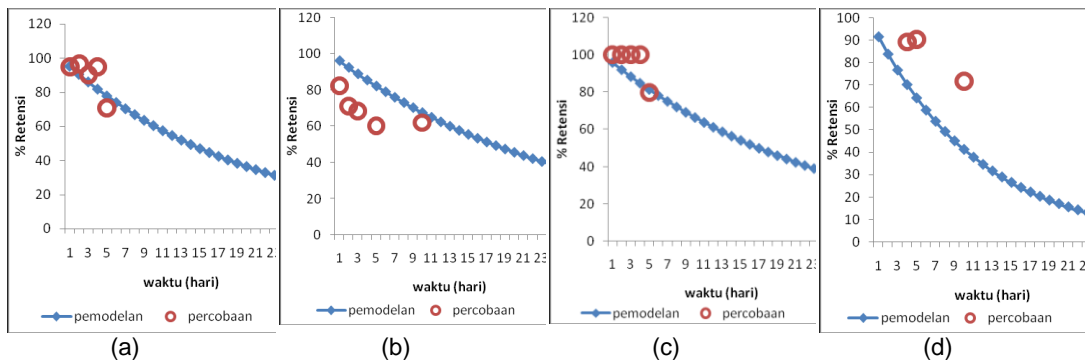 120
100
80
60
40
20
0
% Retensi
1 3 5 7 9 11 13 15 17 19 21 23
waktu (hari)
pemodelan percobaan
(a)
120
100
80
60
40
20
0
% Retensi
1 3 5 7 9 11 13 15 17 19 21 23
waktu (hari)
pemodelan percobaan
(b)
120
100
80
60
40
20
0
% Retensi
1 3 5 7 9 11 13 15 17 19 21 23
waktu (hari)
pemodelan percobaan
(c)
100
90
80
70
60
50
40
30
20
10
0
% Retensi
1 3 5 7 9 11 13 15 17 19 21 2
waktu (hari)
pemodelan percobaan
(d)